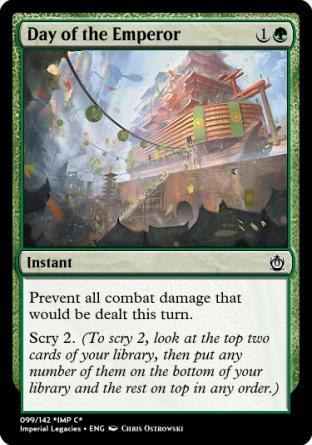 Day of the Emperor 1
Instant
Prevent all combat damage that
would be dealt this turn.
Scry 2. (To scry 2, look at the top two
cards of your library, then put any
number of them on the bottom of your
library and the rest on top in any order.)
099/142 *IMP C*
Imperial Legacies • ENG Chris Ostrowski